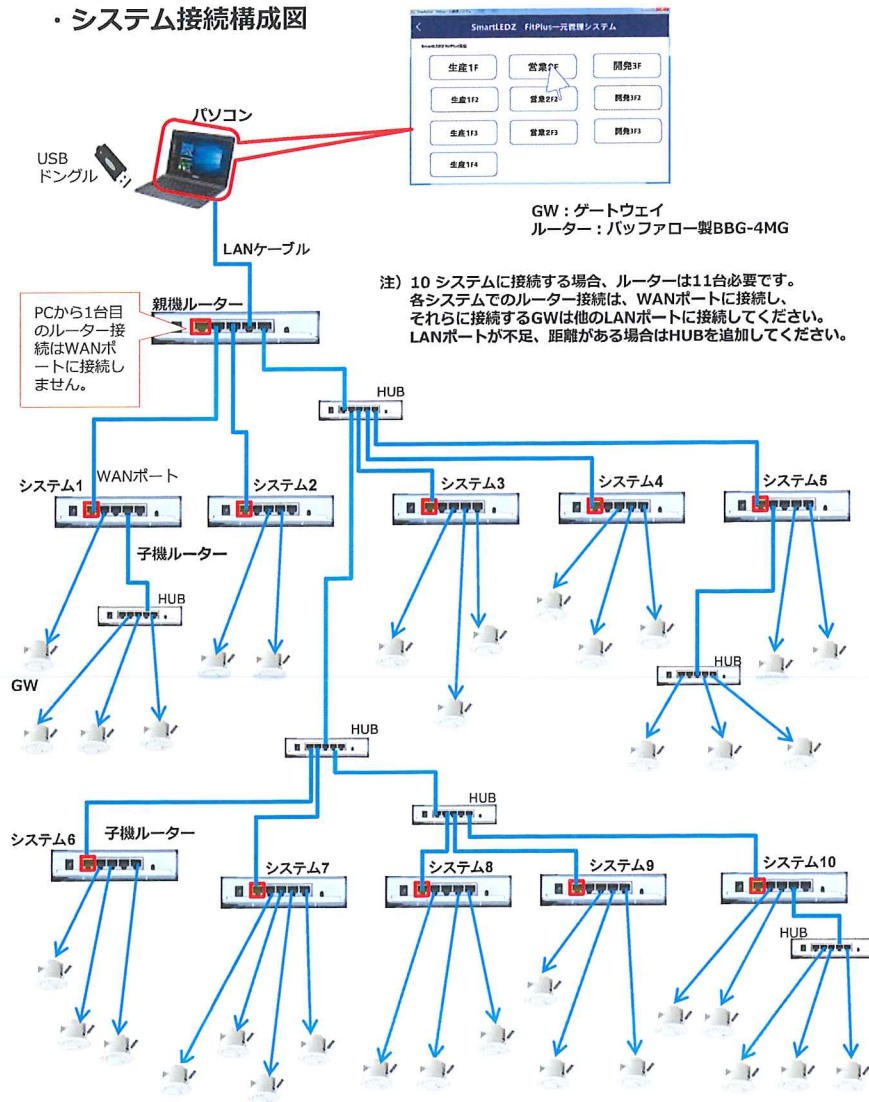 ・システム接続構成図
SmartLEDZ FitPlus一元管理システム
生産1F
営業2F
開発3F
生産1F2
営業2F2
開発3F2
生産1F3
営業2F3
開発3F3
生産1F4
パソコン
USB
ドングル
GW：ゲートウェイ
ルーター：バッファロー製BBG-4MG
LANケーブル
注）10 システムに接続する場合、ルーターは11台必要です。
各システムでのルーター接続は、WANポートに接続し、
それらに接続するGWは他のLANポートに接続してください。
LANポートが不足、距離がある場合はHUBを追加してください。
親機ルーター
PCから1台目
のルーター接
続はWANポ
ートに接続し
ません。
HUB
システム1
WANポート
システム2
システム3
システム4
システム5
子機ルーター
HUB
HUB
GW
HUB
HUB
システム6
子機ルーター
システム7
システム8
システム9
システム10
HUB